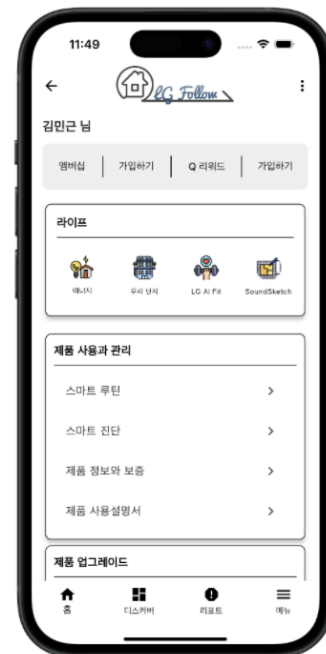 11:49
LG Follow
김민근 님
멤버십 가입하기 Q 리워드 가입하기
라이프
에너지 우리 단지 LG AI Fit SoundSketch
제품 사용과 관리
스마트 루틴
스마트 진단
제품 정보와 보증
제품 사용설명서
제품 업그레이드
홈 디스커버 리포트 메뉴